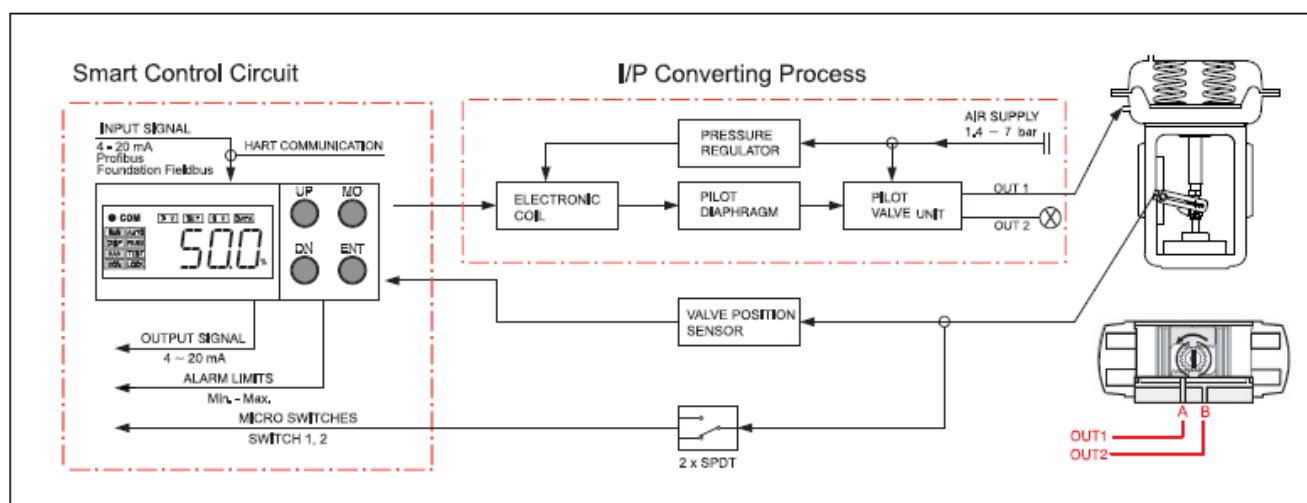 Smart Control Circuit
I/P Converting Process
INPUT SIGNAL
4 - 20 mA
Profibus
Foundation Fieldbus
HART COMMUNICATION
COM
50.0
%
UP
MO
DN
ENT
OUTPUT SIGNAL
4 ~ 20 mA
ALARM LIMITS
Min. - Max.
MICRO SWITCHES
SWITCH 1, 2
PRESSURE
REGULATOR
AIR SUPPLY
1.4 ~ 7 bar
ELECTRONIC
COIL
PILOT
DIAPHRAGM
PILOT
VALVE UNIT
OUT 1
OUT 2
VALVE POSITION
SENSOR
2 x SPDT
A B
OUT1
OUT2